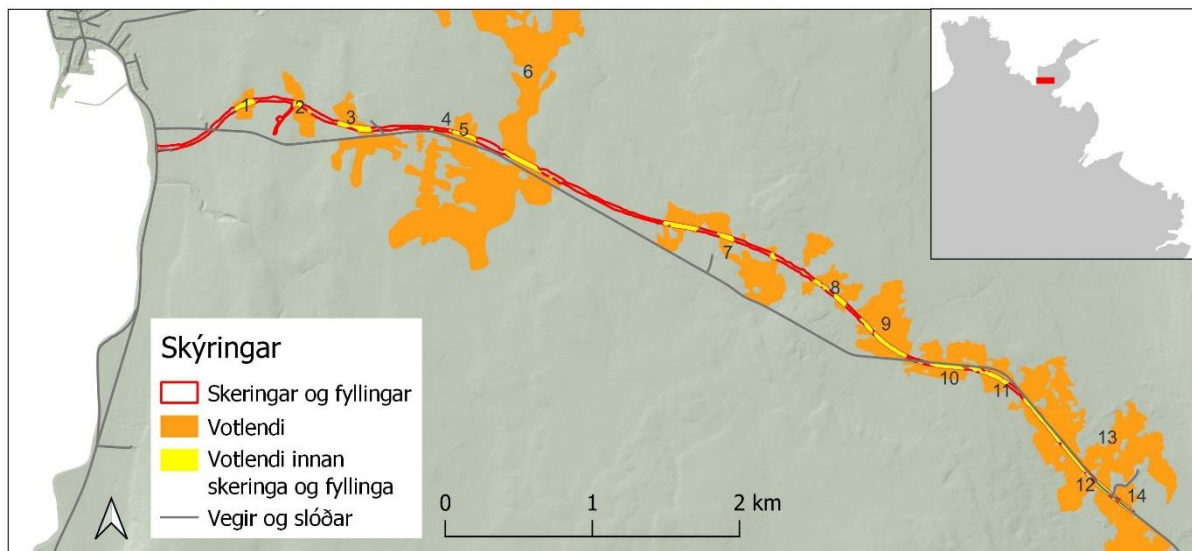 6
1
2
3
4
5
7
8
9
10
11
12
13
14
Skýringar
Skeringar og fyllingar
Votlendi
Votlendi innan
skeringa og fyllinga
Vegir og slóðar
0 1 2 km